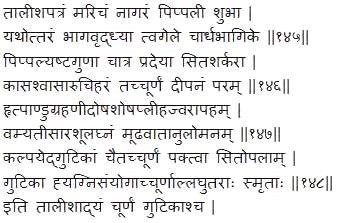 तालीशपत्रं मरिचं नागरं पिप्पली शुभा |
यथोत्तरं भागवृद्ध्या त्वगेले चार्धभागिके ||१४५||
पिप्पल्यष्टगुणा चात्र प्रदेया सितशर्करा |
कासश्वासारुचिहरं तच्चूर्णं दीपनं परम् ||१४६||
हृत्पाण्डुग्रहणीदोषशोषप्लीहज्वरापहम् |
वम्यतीसारशूलघ्नं मूढवातानुलोमनम् ||१४७||
कल्पयेद्गुटिकां चैतच्चूर्णं पक्त्वा सितोपलाम् |
गुटिका ह्यग्निसंयोगाच्चूर्णाल्लघुतराः स्मृताः ||१४८||
इति तालीशाद्यं चूर्णं गुटिकाश्च |